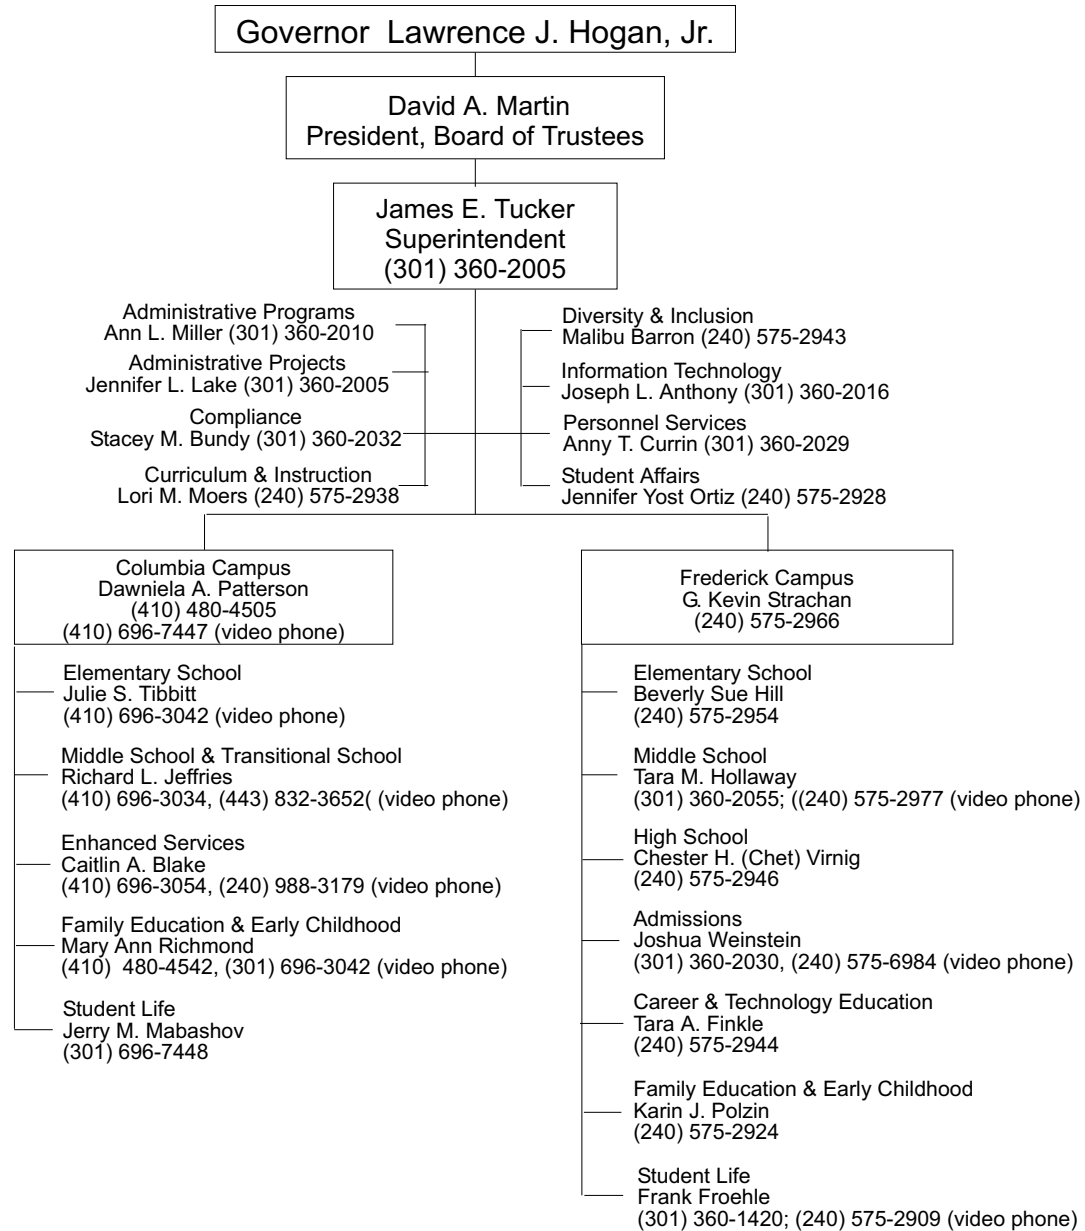 Governor  Lawrence J. Hogan, Jr.
David A. Martin
President, Board of Trustees
James E. Tucker
Superintendent
(301) 360-2005
Administrative Programs
Ann L. Miller (301) 360-2010
Administrative Projects
Jennifer L. Lake (301) 360-2005
Compliance
Stacey M. Bundy (301) 360-2032
Curriculum & Instruction
Lori M. Moers (240) 575-2938
Diversity & Inclusion
Malibu Barron (240) 575-2943
Information Technology
Joseph L. Anthony (301) 360-2016
Personnel Services
Anny T. Currin (301) 360-2029
Student Affairs
Jennifer Yost Ortiz (240) 575-2928
Columbia Campus
Dawniela A. Patterson
(410) 480-4505
(410) 696-7447 (video phone)
Elementary School
Julie S. Tibbitt
(410) 696-3042 (video phone)
Middle School & Transitional School
Richard L. Jeffries
(410) 696-3034, (443) 832-3652( (video phone)
Enhanced Services
Caitlin A. Blake
(410) 696-3054, (240) 988-3179 (video phone)
Family Education & Early Childhood
Mary Ann Richmond
(410)  480-4542, (301) 696-3042 (video phone)
Student Life
Jerry M. Mabashov
(301) 696-7448
Frederick Campus
G. Kevin Strachan
(240) 575-2966
Elementary School
Beverly Sue Hill
(240) 575-2954
Middle School
Tara M. Hollaway
(301) 360-2055; ((240) 575-2977 (video phone)
High School
Chester H. (Chet) Virnig
(240) 575-2946
Admissions
Joshua Weinstein
(301) 360-2030, (240) 575-6984 (video phone)
Career & Technology Education
Tara A. Finkle
(240) 575-2944
Family Education & Early Childhood
Karin J. Polzin
(240) 575-2924
Student Life
Frank Froehle
(301) 360-1420; (240) 575-2909 (video phone)